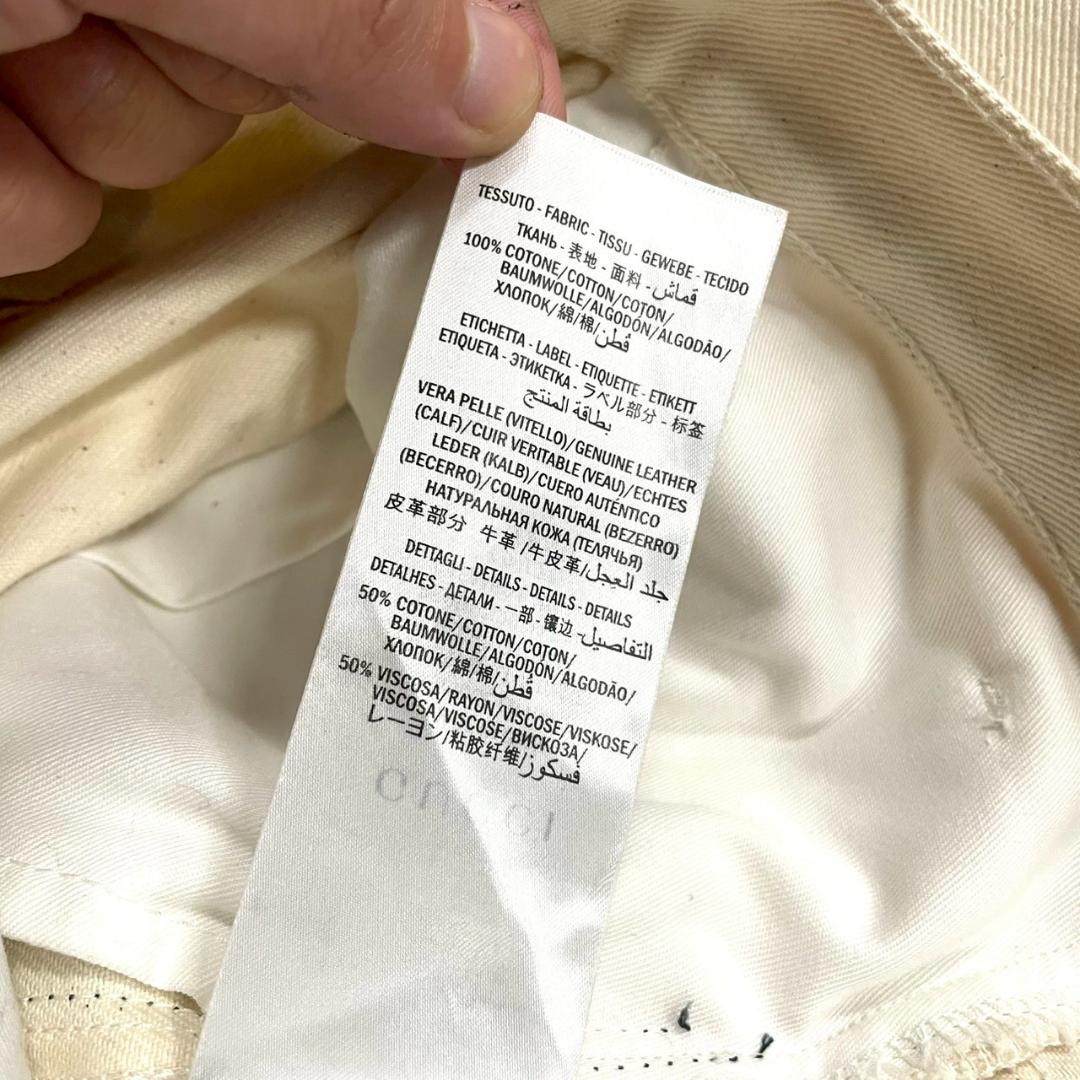 TESSUTO - FABRIC - TISSU - GEWEBE - TECIDO
ТКАНЬ - 表地 - 面料 - قماش
100% COTONE/COTTON/COTON/
BAUMWOLLE/ALGODÓN/ALGODÃO/
ХЛОПОК/綿/棉/قُطن
ETICHETTA - LABEL - ETIQUETTE - ETIKETT
ETIQUETA - ЭТИКЕТКА - ラベル部分 - 标签
بطاقة المنتج
VERA PELLE (VITELLO)/GENUINE LEATHER
(CALF)/CUIR VERITABLE (VEAU)/ECHTES
LEDER (KALB)/CUERO AUTÉNTICO
(BECERRO)/COURO NATURAL (BEZERRO)
НАТУРАЛЬНАЯ КОЖА (ТЕЛЯЧЬЯ)
皮革部分 牛革 /牛皮革/جلد العِجل
DETTAGLI - DETAILS - DETAILS - DETAILS
DETALHES - ДЕТАЛИ - 一部 - 镶边 -التفاصيل
50% COTONE/COTTON/COTON/
BAUMWOLLE/ALGODÓN/ALGODÃO/
ХЛОПОК/綿/棉/قُطن
50% VISCOSA/RAYON/VISCOSE/VISKOSE/
VISCOSA/VISCOSE/ВИСКОЗА/
レーヨン/粘胶纤维/فسكوز